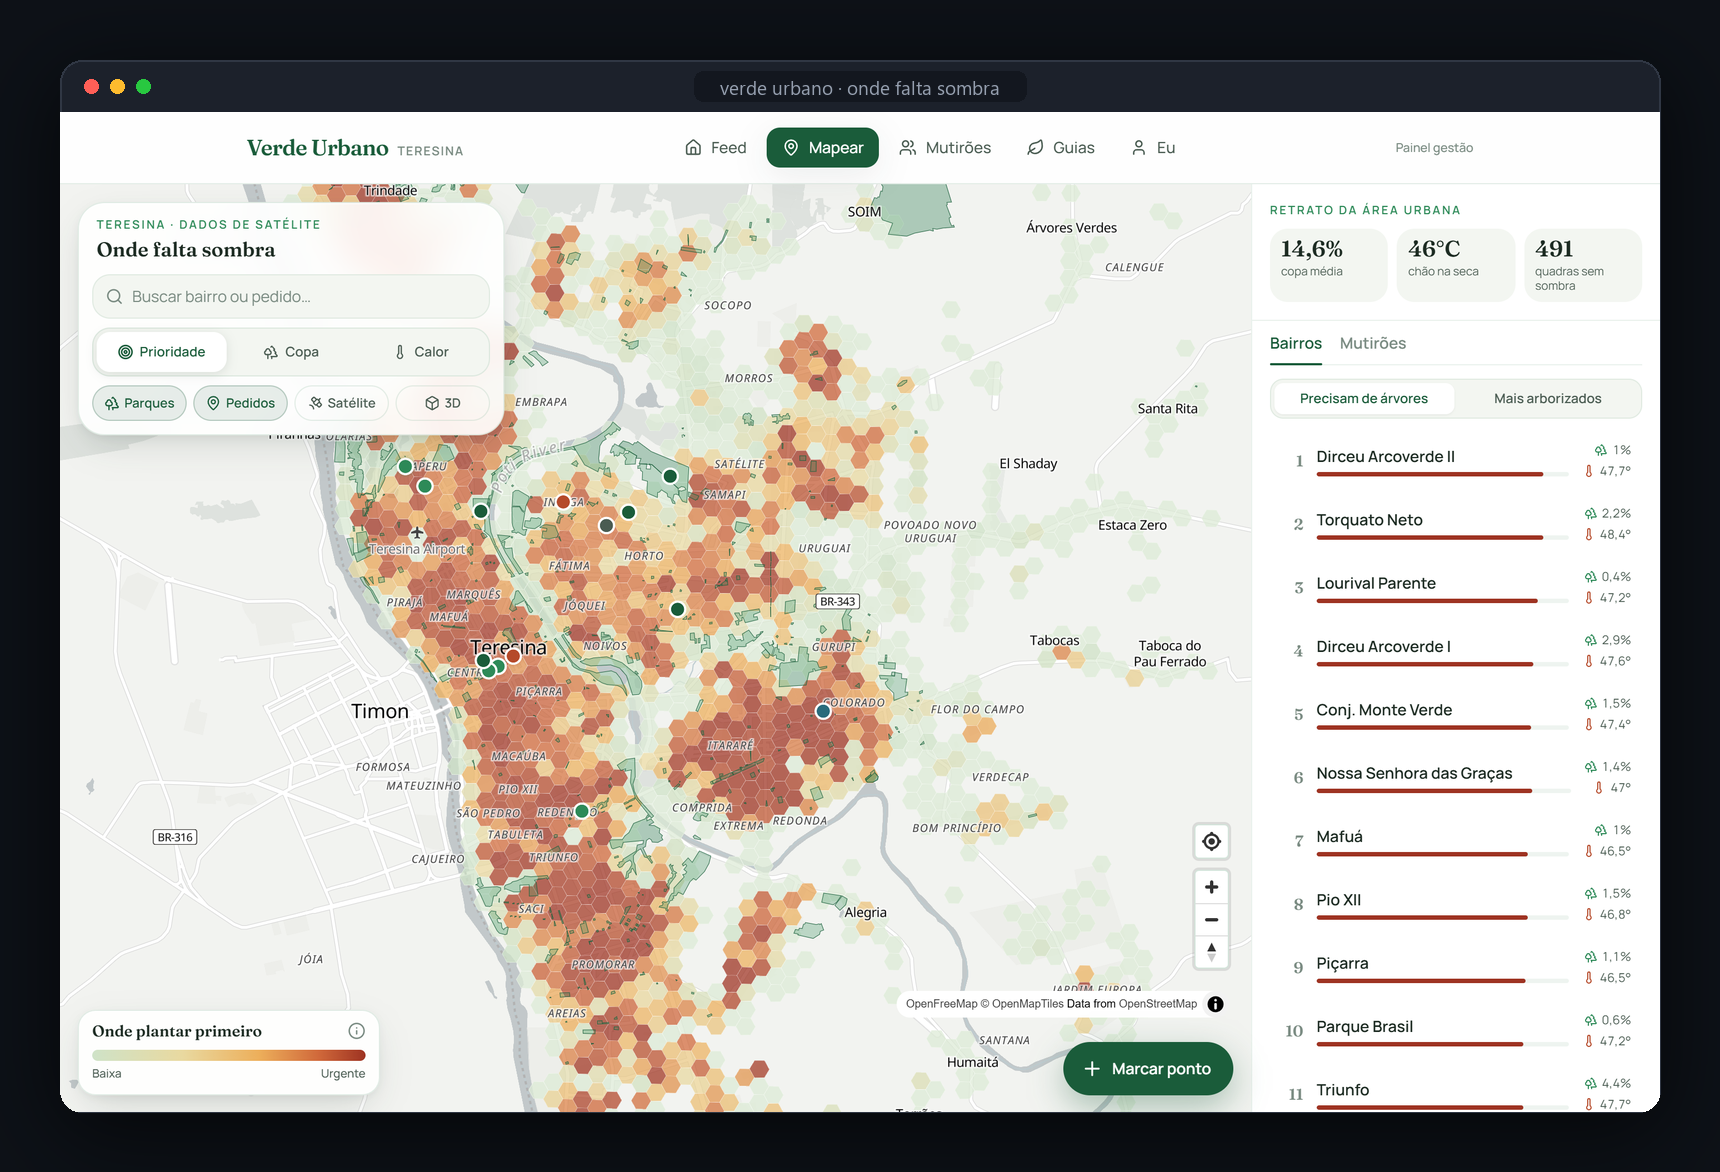 verde urbano · onde falta sombra
Verde Urbano TERESINA
Feed
Mapear
Mutirões
Guias
Eu
Painel gestão
TERESINA · DADOS DE SATÉLITE
Onde falta sombra
Buscar bairro ou pedido...
Prioridade
Copa
Calor
Parques
Pedidos
Satélite
3D
Trindade
SOIM
Árvores Verdes
CALENGUE
SOCOPO
MORROS
EMBRAPA
Santa Rita
Poti River
SATÉLITE
SAMAPI
El Shaday
POVOADO NOVO
URUGUAI
Estaca Zero
URUGUAI
Teresina Airport
HORTO
FÁTIMA
PIRAJÁ
MARQUÊS
MAFUÁ
JÓQUEI
BR-343
NOIVOS
Teresina
GURUPI
Tabocas
Taboca do
Pau Ferrado
PIÇARRA
Timon
COLORADO
FLOR DO CAMPO
ITARARÉ
MACAÚBA
FORMOSA
MATEUZINHO
PIO XII
VERDECAP
SÃO PEDRO
COMPRIDA
EXTREMA
REDONDA
BOM PRINCÍPIO
TABULETA
BR-316
CAJUEIRO
TRIUNFO
SACI
Alegria
JÓIA
PROMORAR
JARDIM EUROPA
AREIAS
SANTANA
Humaitá
OpenFreeMap © OpenMapTiles Data from OpenStreetMap
Onde plantar primeiro
Baixa
Urgente
Marcar ponto
RETRATO DA ÁREA URBANA
14,6%
copa média
46°C
chão na seca
491
quadras sem
sombra
Bairros
Mutirões
Precisam de árvores
Mais arborizados
1 Dirceu Arcoverde II 1%
47,7°
2 Torquato Neto 2,2%
48,4°
3 Lourival Parente 0,4%
47,2°
4 Dirceu Arcoverde I 2,9%
47,6°
5 Conj. Monte Verde 1,5%
47,4°
6 Nossa Senhora das Graças 1,4%
47°
7 Mafuá 1%
46,5°
8 Pio XII 1,5%
46,8°
9 Piçarra 1,1%
46,5°
10 Parque Brasil 0,6%
47,2°
11 Triunfo 4,4%
47,7°